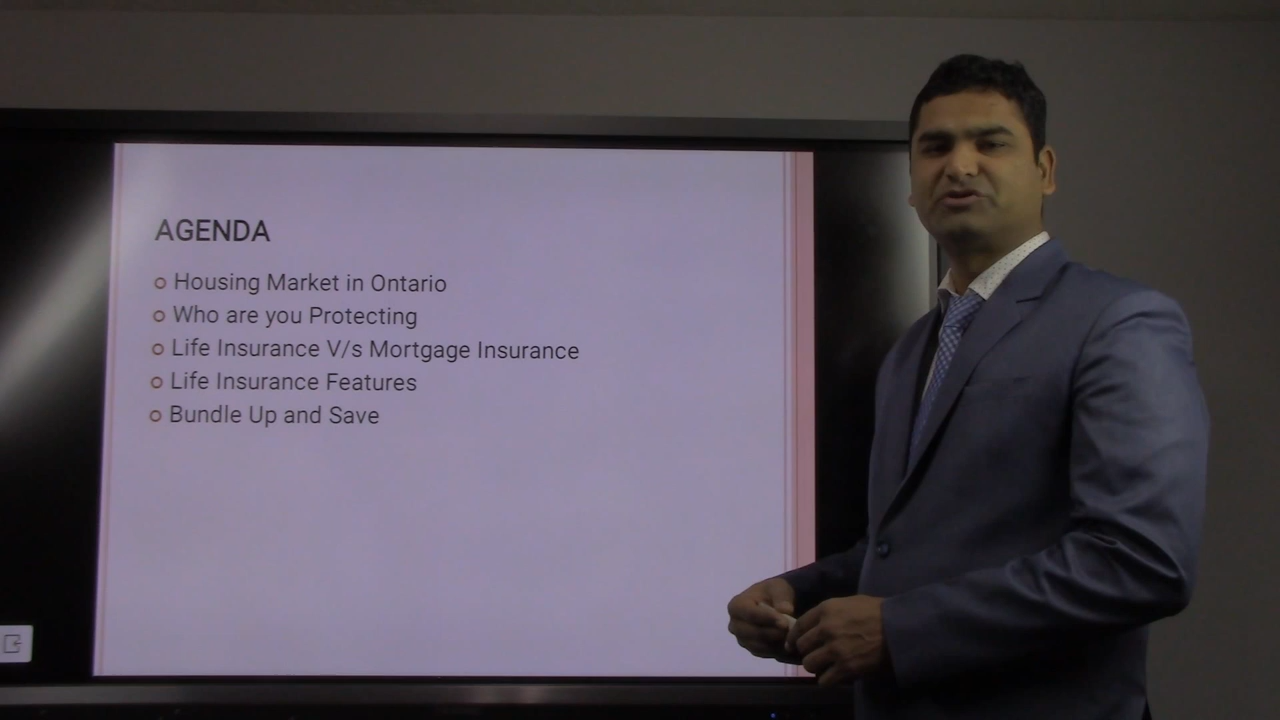 AGENDA
Housing Market in Ontario
Who are you Protecting
Life Insurance V/s Mortgage Insurance
Life Insurance Features
Bundle Up and Save